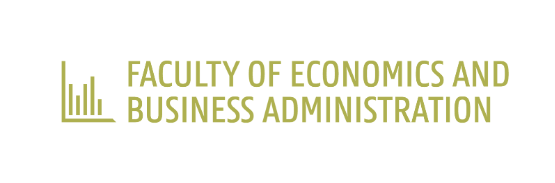 FACULTY OF ECONOMICS AND
BUSINESS ADMINISTRATION